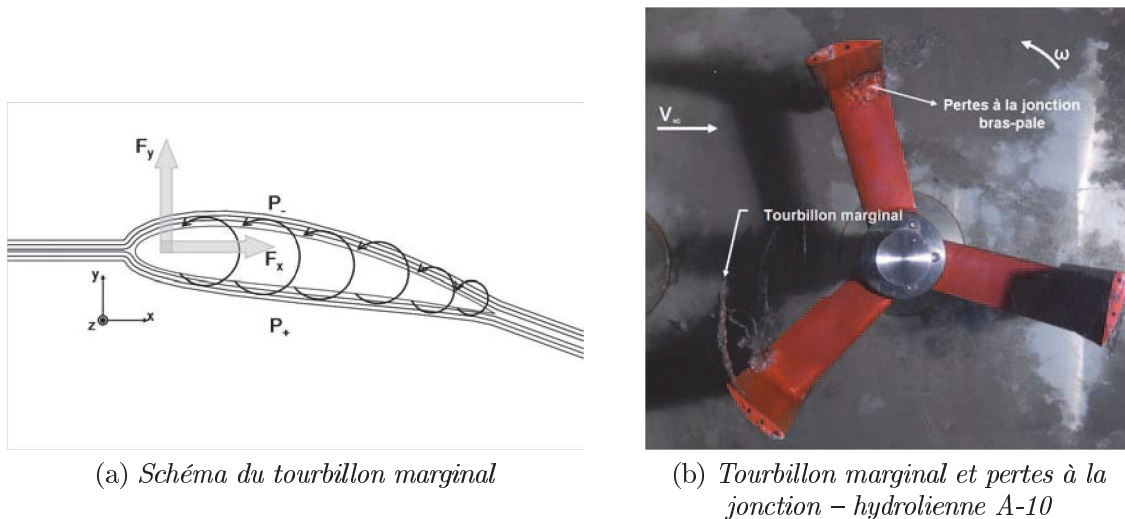 F_y
P_-
F_x
y
z
x
P_+
(a) Schéma du tourbillon marginal
ω
V_∞
Pertes à la jonction
bras-pale
Tourbillon marginal
(b) Tourbillon marginal et pertes à la
jonction – hydrolienne A-10